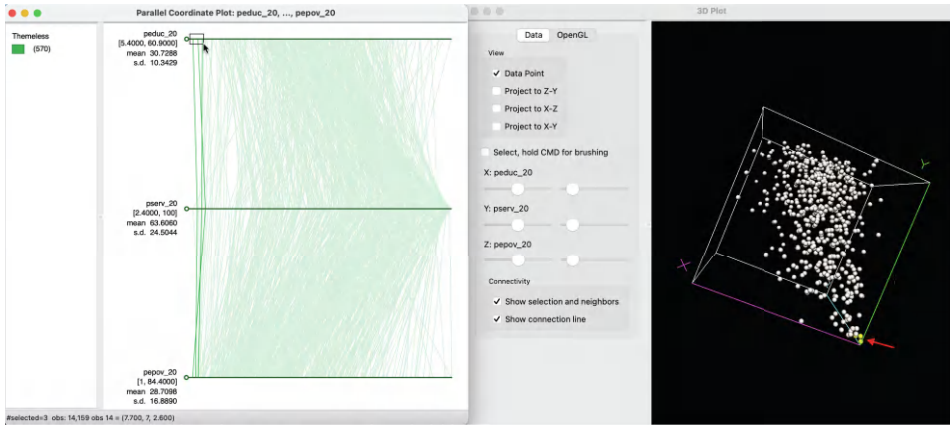 Parallel Coordinate Plot: peduc_20, ..., pepov_20
Themeless
(570)
peduc_20
[5.4000, 60.9000]
mean 30.7288
s.d. 10.3429
pserv_20
[2.4000, 100]
mean 63.6060
s.d. 24.5044
pepov_20
[1, 84.4000]
mean 28.7098
s.d. 16.8890
#selected=3 obs: 14,159 obs 14 = (7.700, 7, 2.600)
3D Plot
Data
OpenGL
View
Data Point
Project to Z-Y
Project to X-Z
Project to X-Y
Select, hold CMD for brushing
X: peduc_20
Y: pserv_20
Z: pepov_20
Connectivity
Show selection and neighbors
Show connection line
X
Y